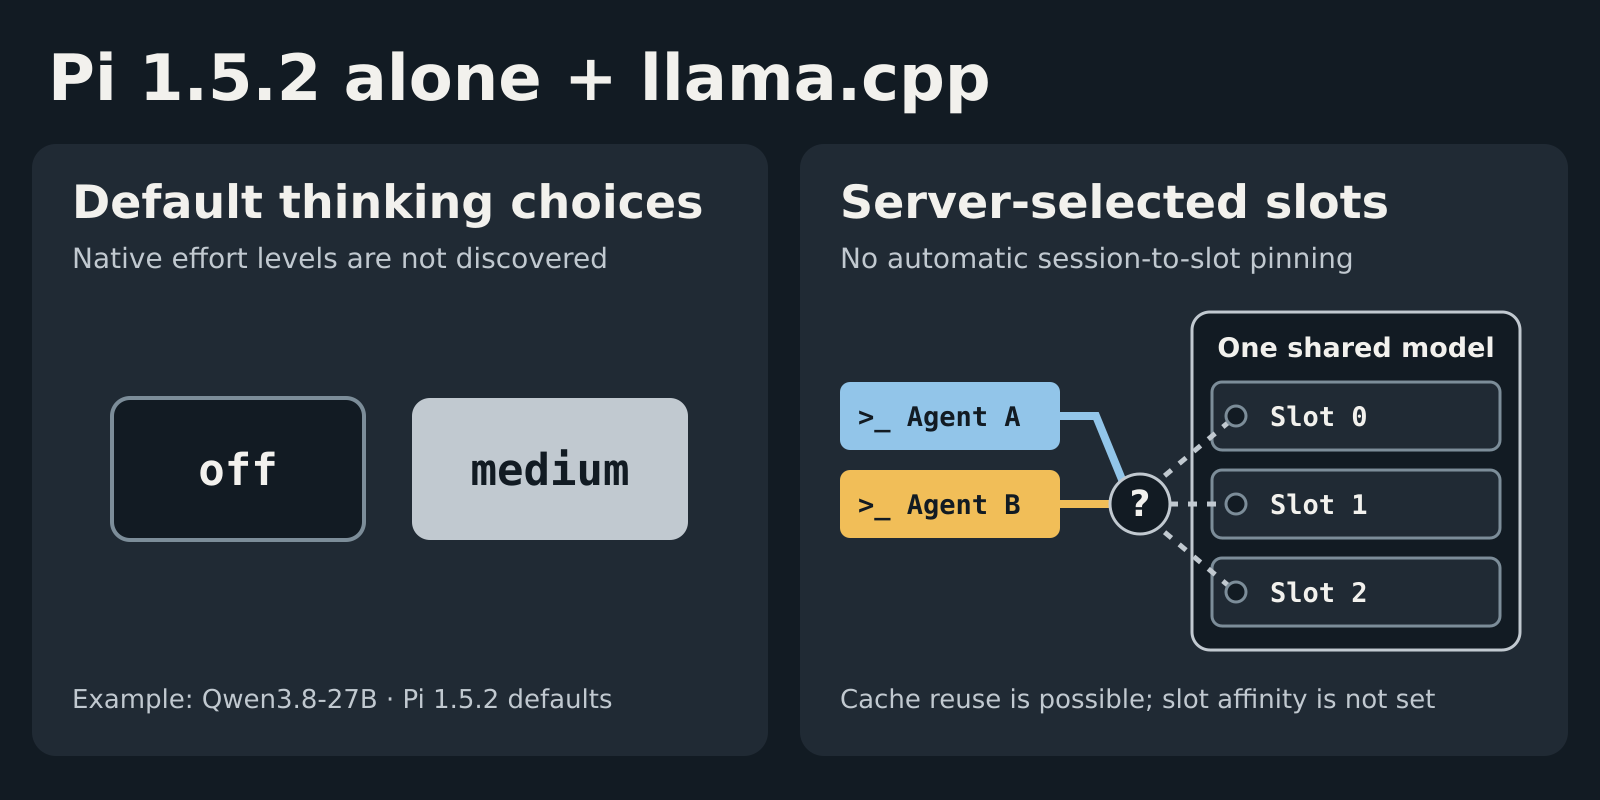 Pi 1.5.2 alone + llama.cpp
Default thinking choices
Native effort levels are not discovered
off
medium
Example: Qwen3.8-27B · Pi 1.5.2 defaults
Server-selected slots
No automatic session-to-slot pinning
One shared model
>_ Agent A
>_ Agent B
?
Slot 0
Slot 1
Slot 2
Cache reuse is possible; slot affinity is not set